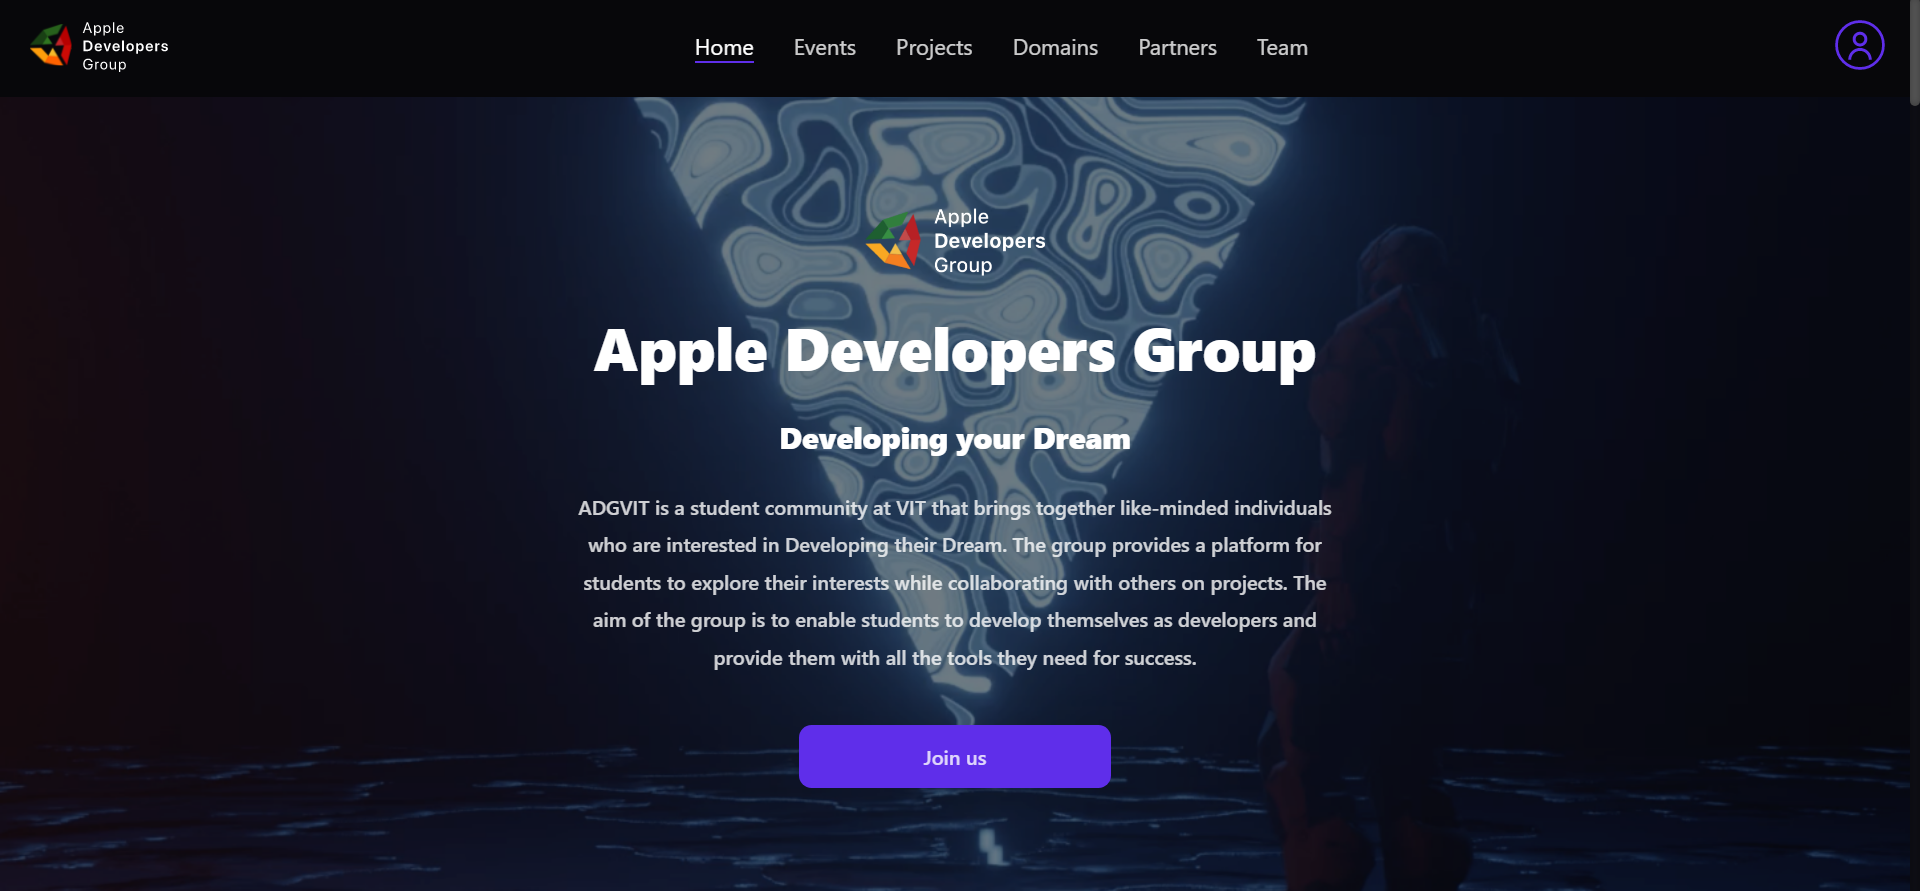 Apple
Developers
Group
Home
Events
Projects
Domains
Partners
Team
Apple
Developers
Group
Apple Developers Group
Developing your Dream
ADGVIT is a student community at VIT that brings together like-minded individuals
who are interested in Developing their Dream. The group provides a platform for
students to explore their interests while collaborating with others on projects. The
aim of the group is to enable students to develop themselves as developers and
provide them with all the tools they need for success.
Join us